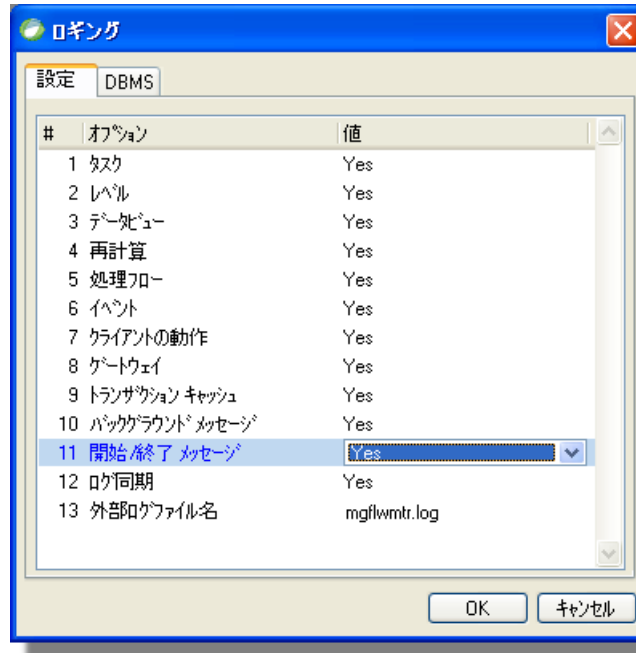 ロギング
設定 DBMS
# ｵﾌﾟｼｮﾝ 値
1 ﾀｽｸ Yes
2 ﾚﾍﾞﾙ Yes
3 ﾃﾞｰﾀﾋﾞｭｰ Yes
4 再計算 Yes
5 処理ﾌﾛｰ Yes
6 ｲﾍﾞﾝﾄ Yes
7 ｸﾗｲｱﾝﾄの動作 Yes
8 ｹﾞｰﾄｳｪｲ Yes
9 ﾄﾗﾝｻﾞｸｼｮﾝ ｷｬｯｼｭ Yes
10 ﾊﾞｯｸｸﾞﾗｳﾝﾄﾞ ﾒｯｾｰｼﾞ Yes
11 開始/終了 ﾒｯｾｰｼﾞ Yes
12 ﾛｸﾞ同期 Yes
13 外部ﾛｸﾞﾌｧｲﾙ名 mgflwmtr.log
OK ｷｬﾝｾﾙ